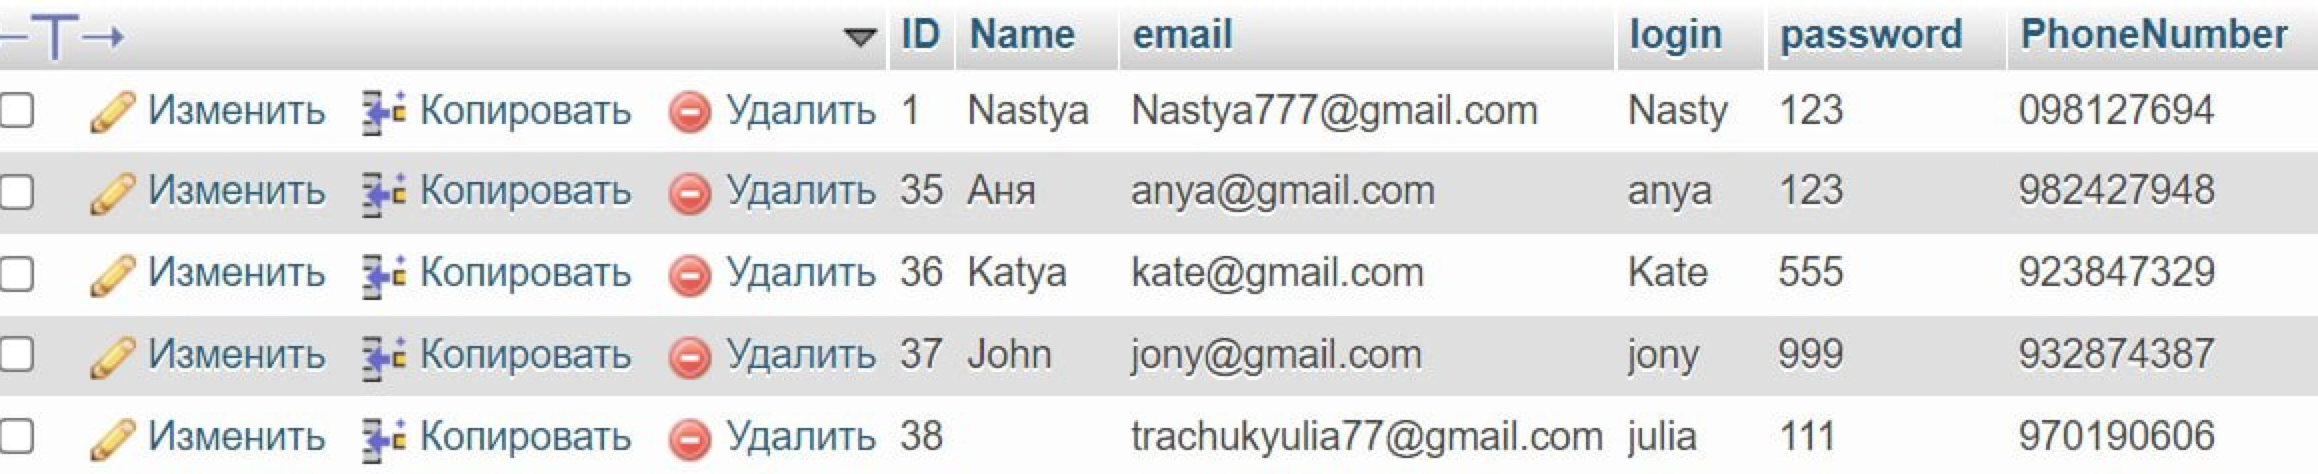 ID Name email login password PhoneNumber
Изменить Копировать Удалить 1 Nastya Nastya777@gmail.com Nasty 123 098127694
Изменить Копировать Удалить 35 Аня anya@gmail.com anya 123 982427948
Изменить Копировать Удалить 36 Katya kate@gmail.com Kate 555 923847329
Изменить Копировать Удалить 37 John jony@gmail.com jony 999 932874387
Изменить Копировать Удалить 38 trachukyulia77@gmail.com julia 111 970190606